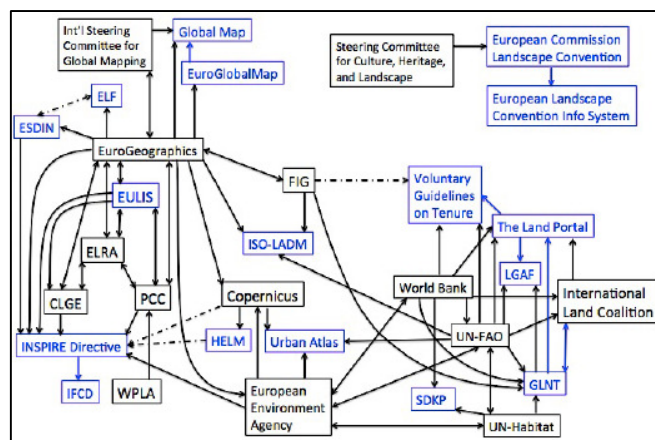 Int'l Steering
Committee for
Global Mapping
Global Map
EuroGlobalMap
Steering Committee
for Culture, Heritage,
and Landscape
European Commission
Landscape Convention
European Landscape
Convention Info System
ELF
ESDIN
EuroGeographics
FIG
Voluntary
Guidelines
on Tenure
EULIS
The Land Portal
ISO-LADM
ELRA
LGAF
CLGE
PCC
Copernicus
World Bank
International
Land Coalition
INSPIRE Directive
HELM
Urban Atlas
UN-FAO
IFCD
WPLA
European
Environment
Agency
SDKP
GLNT
UN-Habitat